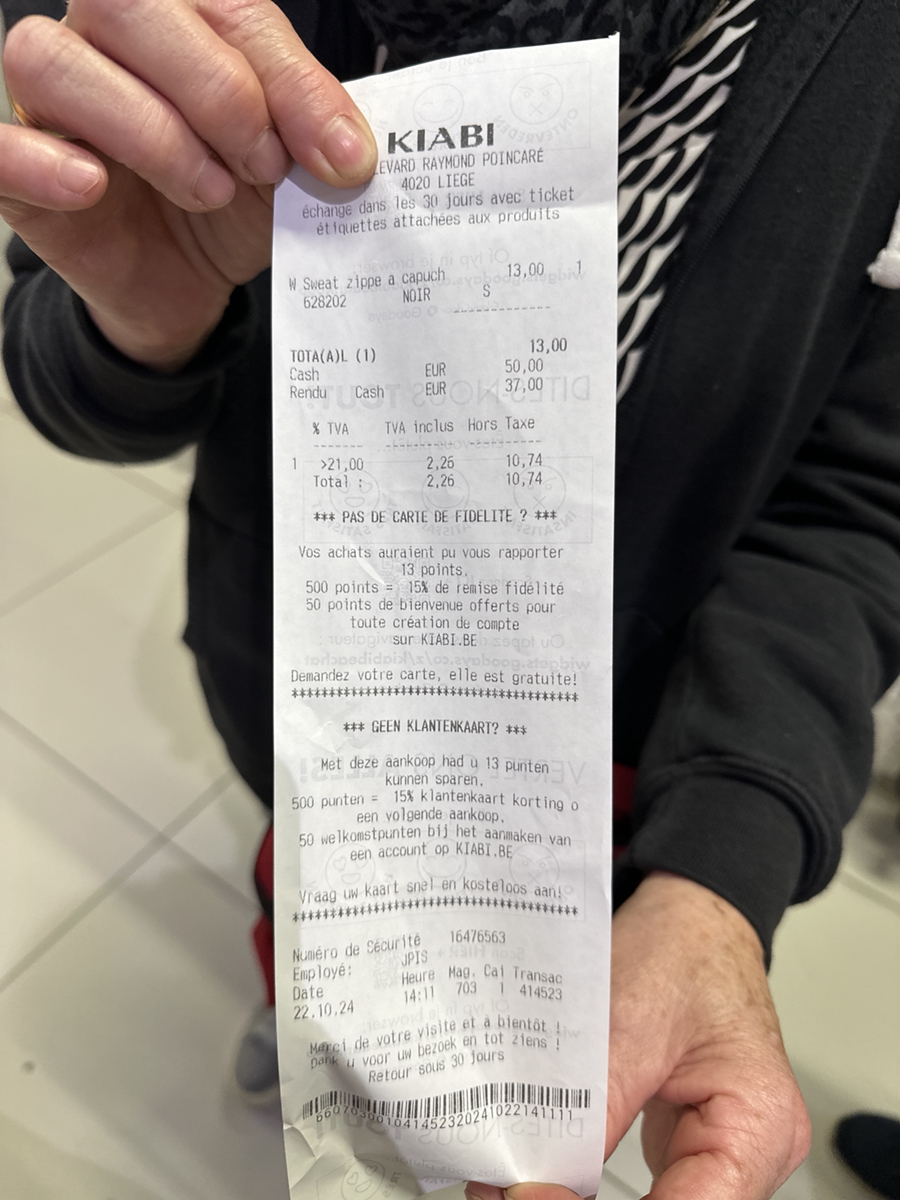 KIABI
LEVARD RAYMOND POINCARÉ
4020 LIEGE
échange dans les 30 jours avec ticket
étiquettes attachées aux produits
W Sweat zippe a capuch 13,00 1
628202 NOIR S
TOTA(A)L (1) 13,00
Cash EUR 50,00
Rendu Cash EUR 37,00
% TVA TVA inclus Hors Taxe
1 >21,00 2,26 10,74
Total : 2,26 10,74
*** PAS DE CARTE DE FIDELITE ? ***
Vos achats auraient pu vous rapporter
13 points.
500 points = 15% de remise fidélité
50 points de bienvenue offerts pour
toute création de compte
sur KIABI.BE
Demandez votre carte, elle est gratuite!
****************************************
*** GEEN KLANTENKAART? ***
Met deze aankoop had u 13 punten
kunnen sparen.
500 punten = 15% klantenkaart korting o
een volgende aankoop.
50 welkomstpunten bij het aanmaken van
een account op KIABI.BE
Vraag uw kaart snel en kosteloos aan!
****************************************
Numéro de Sécurité 16476563
Employé: JPIS
Date Heure Mag. Cai Transac
22.10.24 14:11 703 1 414523
Merci de votre visite et à bientôt !
Dank u voor uw bezoek en tot ziens !
Retour sous 30 jours